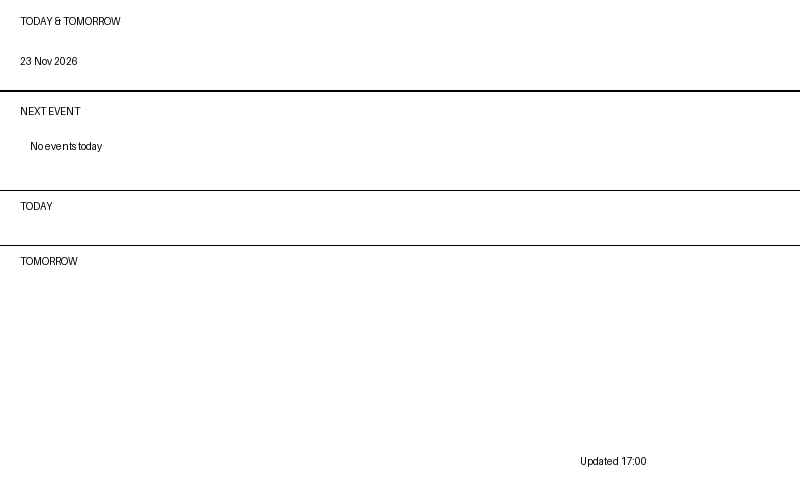 TODAY & TOMORROW
23 Nov 2026
NEXT EVENT
No events today
TODAY
TOMORROW
Updated 17:00